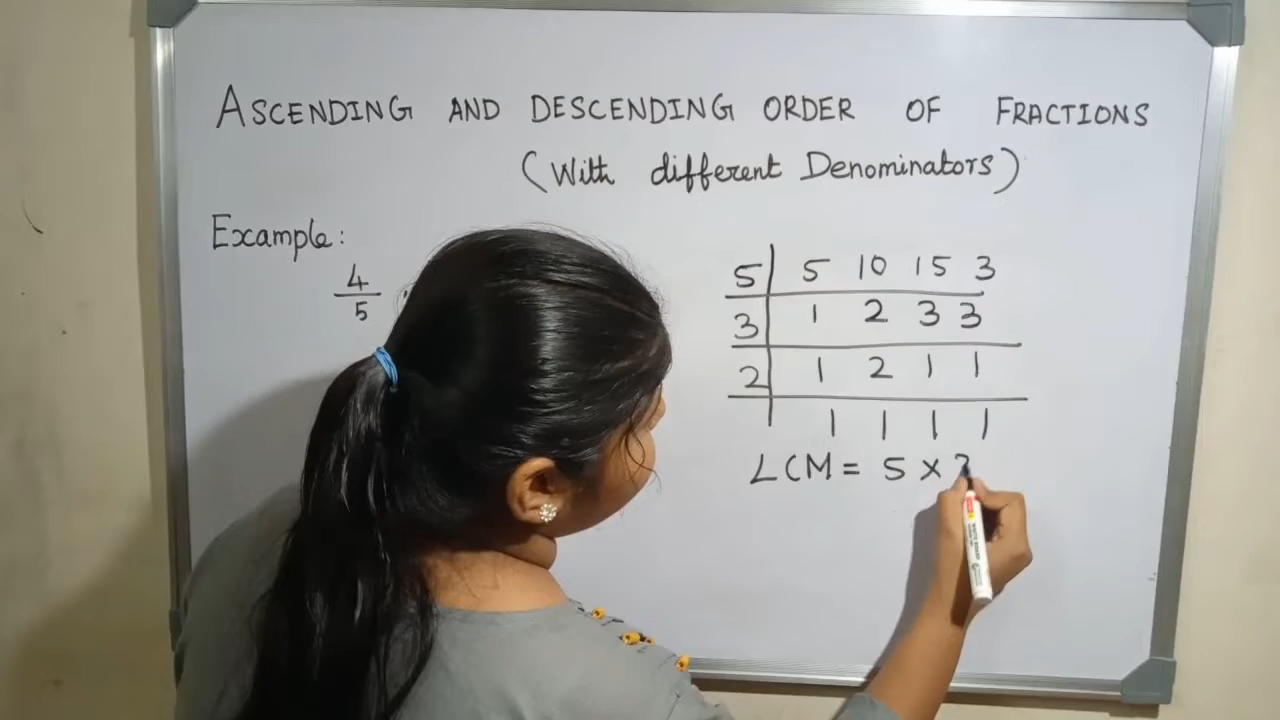 ASCENDING AND DESCENDING ORDER OF FRACTIONS
(With different Denominators)
Example:
4
5
5 | 5 10 15 3
3 | 1 2 3 3
2 | 1 2 1 1
1 1 1 1
LCM = 5 ×